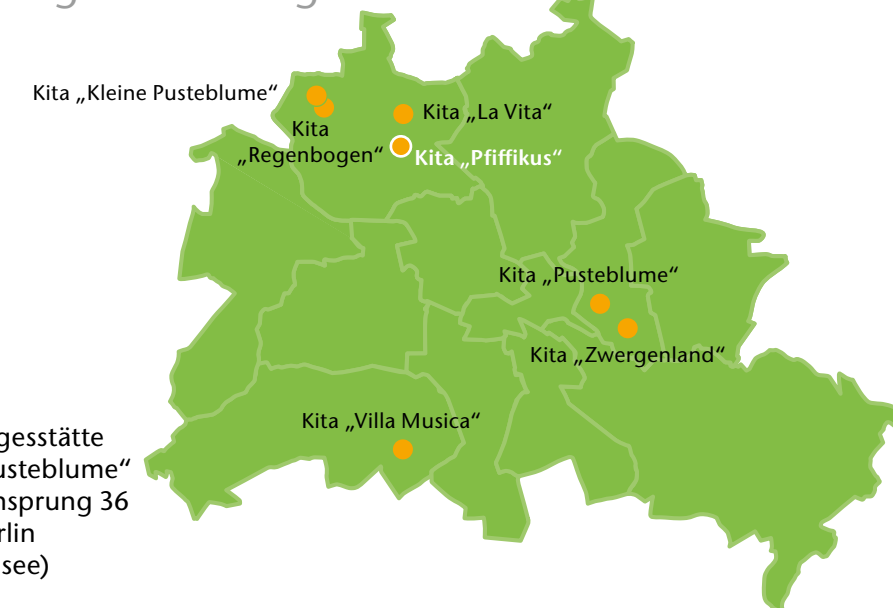 Kita „Kleine Pusteblume“
Kita „La Vita“
Kita
„Regenbogen“
Kita „Pfiffikus“
Kita „Pusteblume“
Kita „Zwergenland“
Kita „Villa Musica“
gesstätte
usteblume“
nsprung 36
rlin
see)